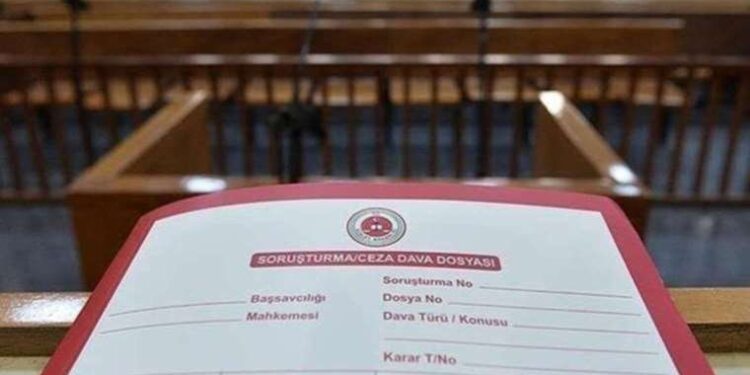 SORUŞTURMA/CEZA DAVA DOSYASI
Soruşturma No
Başsavcılığı Dosya No
Mahkemesi Dava Türü / Konusu
Karar T/No